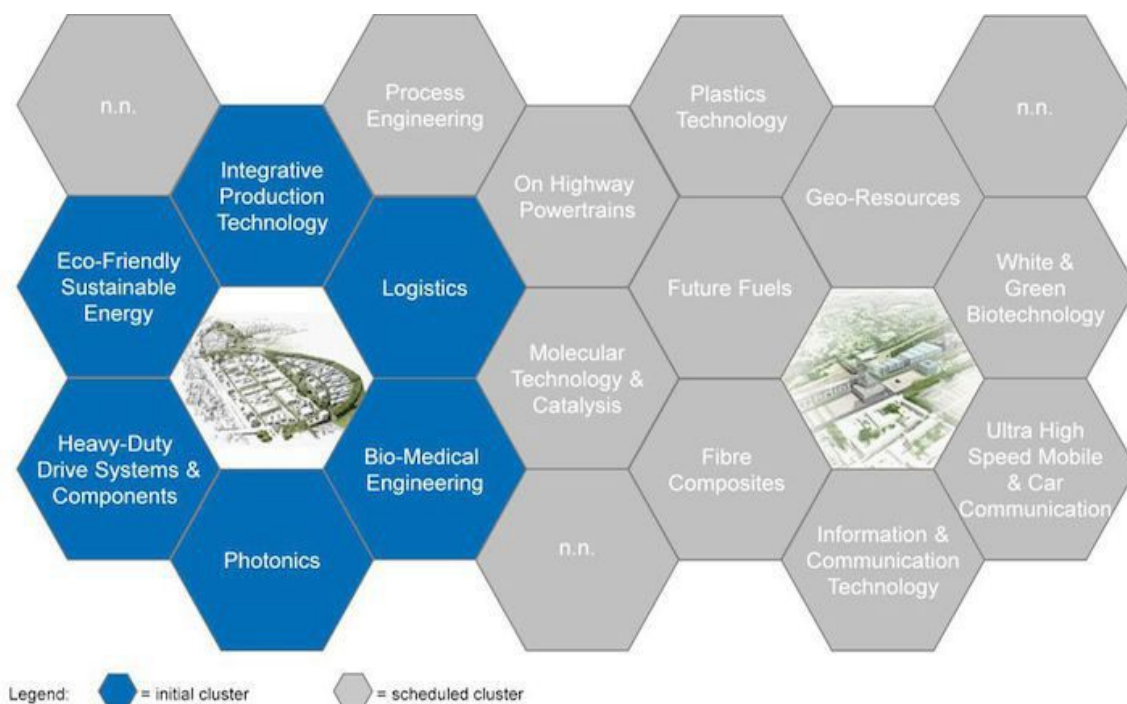 n.n.
Process
Engineering
Plastics
Technology
n.n.
Integrative
Production
Technology
On Highway
Powertrains
Geo-Resources
Eco-Friendly
Sustainable
Energy
Logistics
Future Fuels
White &
Green
Biotechnology
Molecular
Technology &
Catalysis
Heavy-Duty
Drive Systems &
Components
Bio-Medical
Engineering
Fibre
Composites
Ultra High
Speed Mobile
& Car
Communication
Photonics
n.n.
Information &
Communication
Technology
Legend: = initial cluster = scheduled cluster